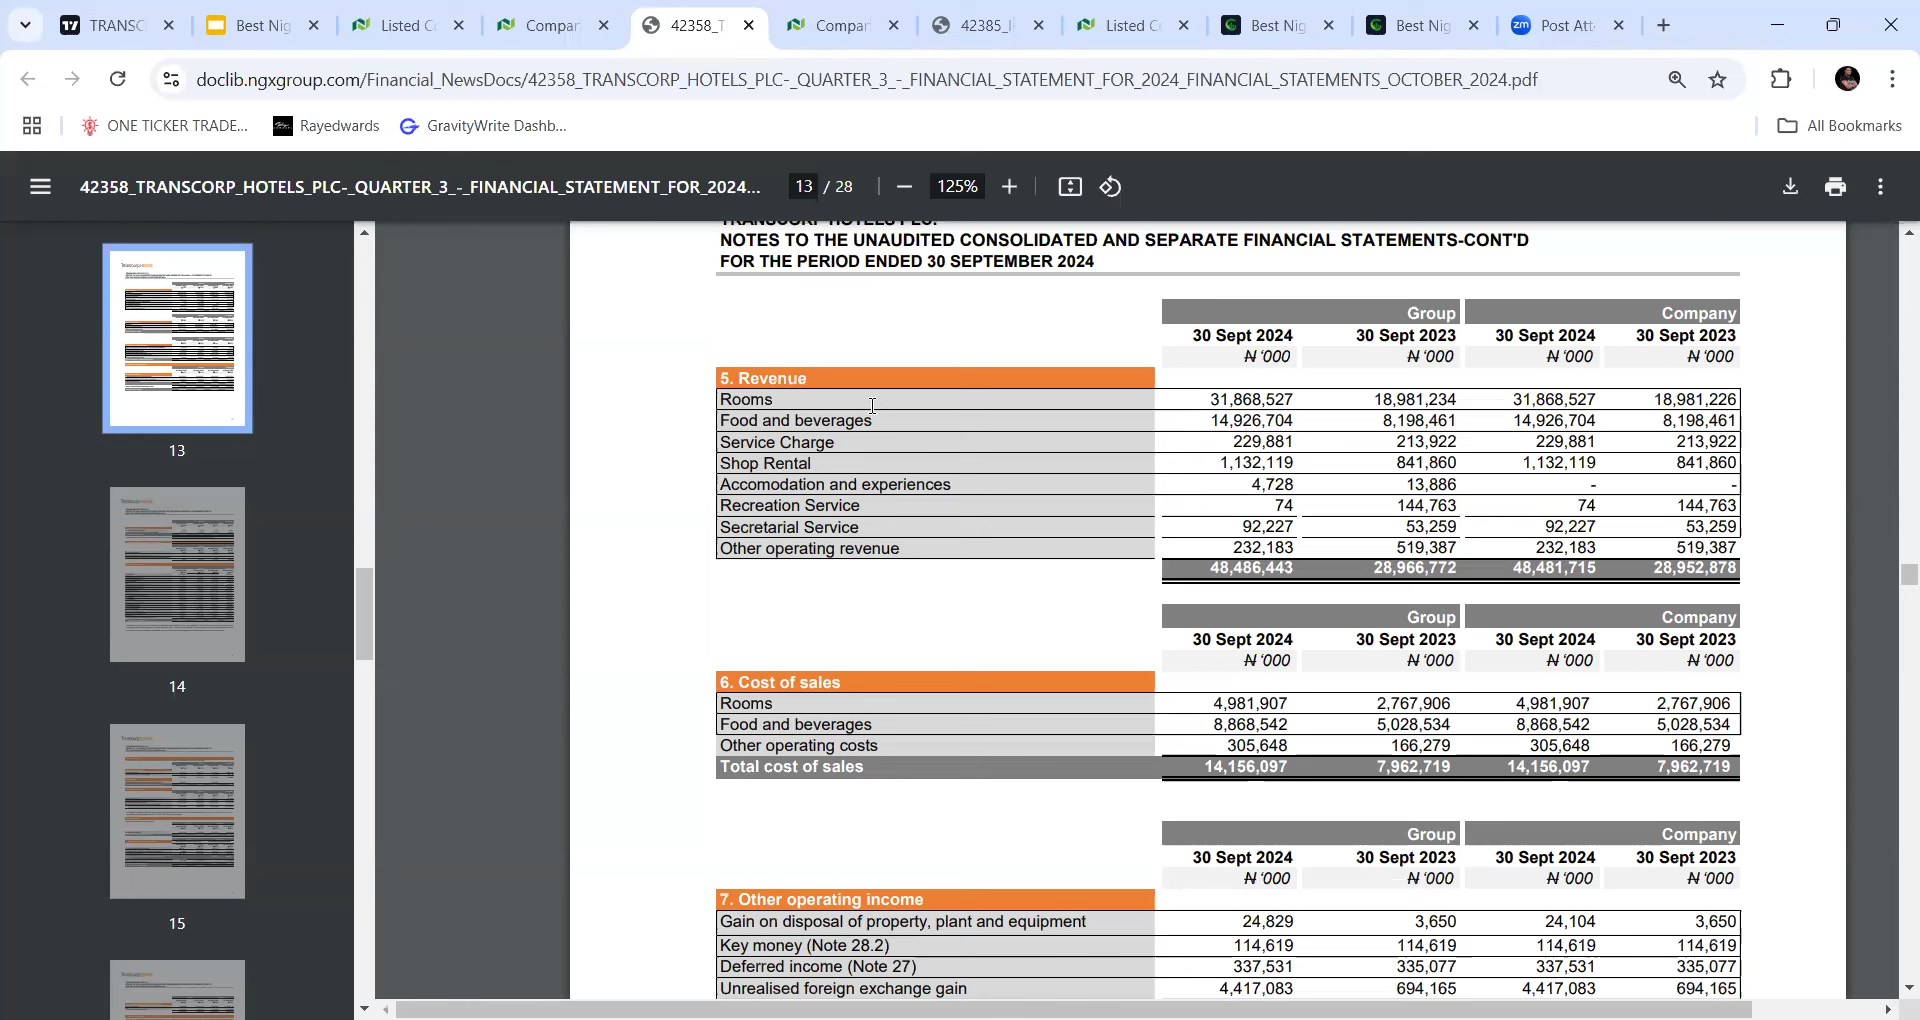 TRANSC
Best Nig
Listed Co
Compar
42358_T
Compar
42385_I
Listed Co
Best Nig
Best Nig
zm Post Att
doclib.ngxgroup.com/Financial_NewsDocs/42358_TRANSCORP_HOTELS_PLC-_QUARTER_3_-_FINANCIAL_STATEMENT_FOR_2024_FINANCIAL_STATEMENTS_OCTOBER_2024.pdf
ONE TICKER TRADE... Rayedwards GravityWrite Dashb... All Bookmarks
42358_TRANSCORP_HOTELS_PLC-_QUARTER_3_-_FINANCIAL_STATEMENT_FOR_2024... 13 / 28 125%
13
14
15
TRANSCORP HOTELS PLC.
NOTES TO THE UNAUDITED CONSOLIDATED AND SEPARATE FINANCIAL STATEMENTS-CONT'D
FOR THE PERIOD ENDED 30 SEPTEMBER 2024
Group Company
30 Sept 2024 30 Sept 2023 30 Sept 2024 30 Sept 2023
₦ '000 ₦ '000 ₦ '000 ₦ '000
5. Revenue
Rooms 31,868,527 18,981,234 31,868,527 18,981,226
Food and beverages 14,926,704 8,198,461 14,926,704 8,198,461
Service Charge 229,881 213,922 229,881 213,922
Shop Rental 1,132,119 841,860 1,132,119 841,860
Accomodation and experiences 4,728 13,886 - -
Recreation Service 74 144,763 74 144,763
Secretarial Service 92,227 53,259 92,227 53,259
Other operating revenue 232,183 519,387 232,183 519,387
48,486,443 28,966,772 48,481,715 28,952,878
Group Company
30 Sept 2024 30 Sept 2023 30 Sept 2024 30 Sept 2023
₦ '000 ₦ '000 ₦ '000 ₦ '000
6. Cost of sales
Rooms 4,981,907 2,767,906 4,981,907 2,767,906
Food and beverages 8,868,542 5,028,534 8,868,542 5,028,534
Other operating costs 305,648 166,279 305,648 166,279
Total cost of sales 14,156,097 7,962,719 14,156,097 7,962,719
Group Company
30 Sept 2024 30 Sept 2023 30 Sept 2024 30 Sept 2023
₦ '000 ₦ '000 ₦ '000 ₦ '000
7. Other operating income
Gain on disposal of property, plant and equipment 24,829 3,650 24,104 3,650
Key money (Note 28.2) 114,619 114,619 114,619 114,619
Deferred income (Note 27) 337,531 335,077 337,531 335,077
Unrealised foreign exchange gain 4,417,083 694,165 4,417,083 694,165